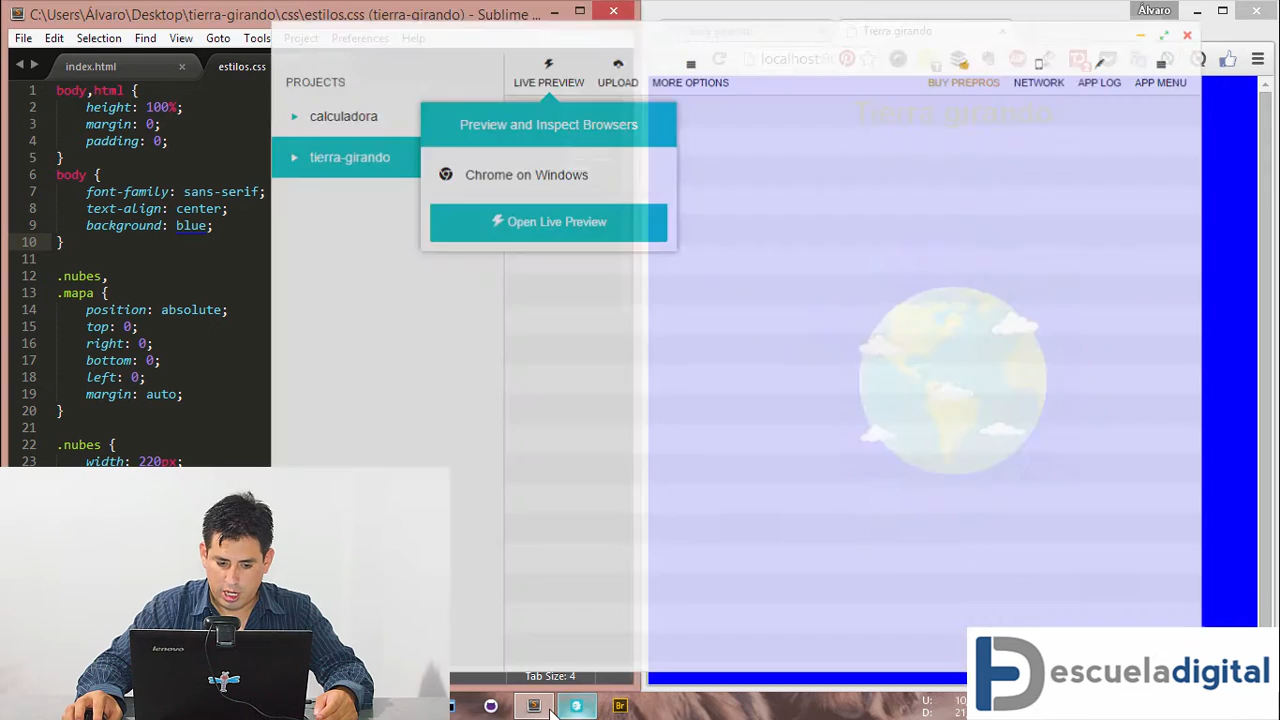 C:\Users\Álvaro\Desktop\tierra-girando\css\estilos.css (tierra-girando) - Sublime ...
Álvaro
File Edit Selection Find View Goto Tools
Project Preferences Help
Tierra girando
index.html ×
estilos.css
localhost
PROJECTS
calculadora
tierra-girando
LIVE PREVIEW
UPLOAD
MORE OPTIONS
BUY PREPROS
NETWORK
APP LOG
APP MENU
Preview and Inspect Browsers
Chrome on Windows
Open Live Preview
Tierra girando
1 body,html {
2 height: 100%;
3 margin: 0;
4 padding: 0;
5 }
6 body {
7 font-family: sans-serif;
8 text-align: center;
9 background: blue;
10 }
11
12 .nubes,
13 .mapa {
14 position: absolute;
15 top: 0;
16 right: 0;
17 bottom: 0;
18 left: 0;
19 margin: auto;
20 }
21
22 .nubes {
23 width: 220px;
lenovo
Tab Size: 4
Br
U:
D:
escueladigital